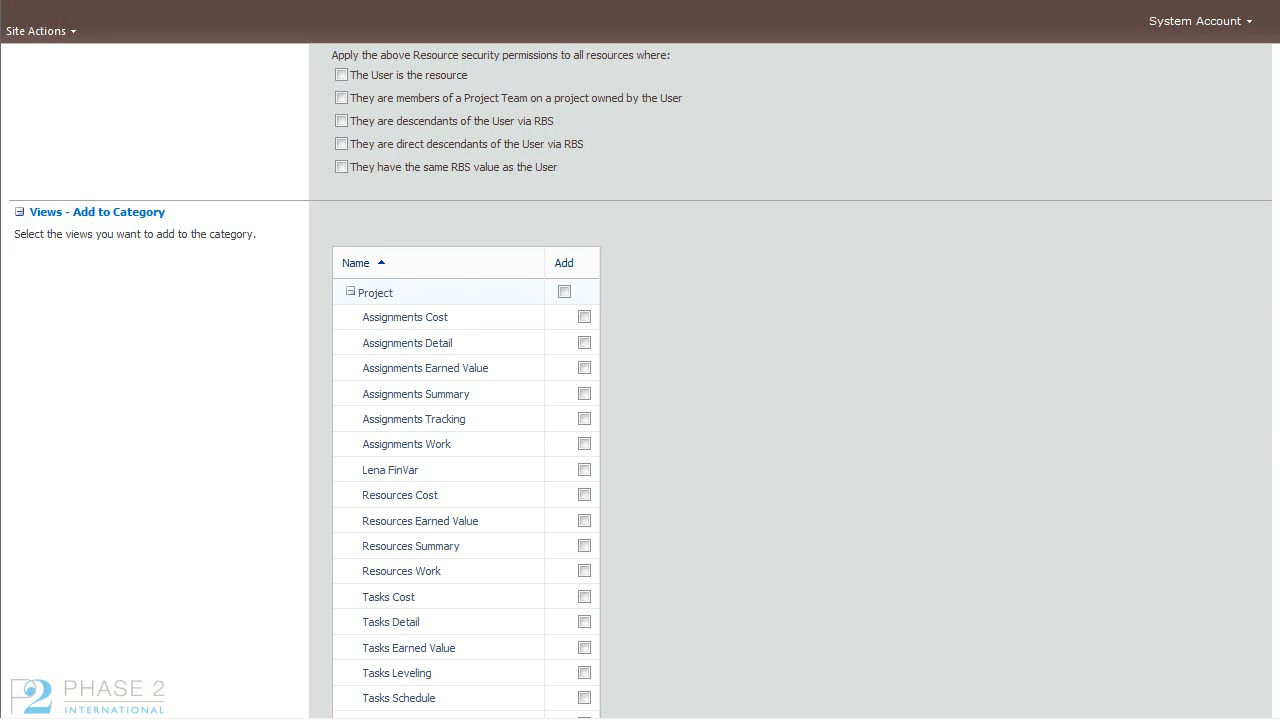 System Account
Site Actions
Apply the above Resource security permissions to all resources where:
The User is the resource
They are members of a Project Team on a project owned by the User
They are descendants of the User via RBS
They are direct descendants of the User via RBS
They have the same RBS value as the User
Views - Add to Category
Select the views you want to add to the category.
Name Add
Project
Assignments Cost
Assignments Detail
Assignments Earned Value
Assignments Summary
Assignments Tracking
Assignments Work
Lena FinVar
Resources Cost
Resources Earned Value
Resources Summary
Resources Work
Tasks Cost
Tasks Detail
Tasks Earned Value
Tasks Leveling
Tasks Schedule
P2 PHASE 2
INTERNATIONAL